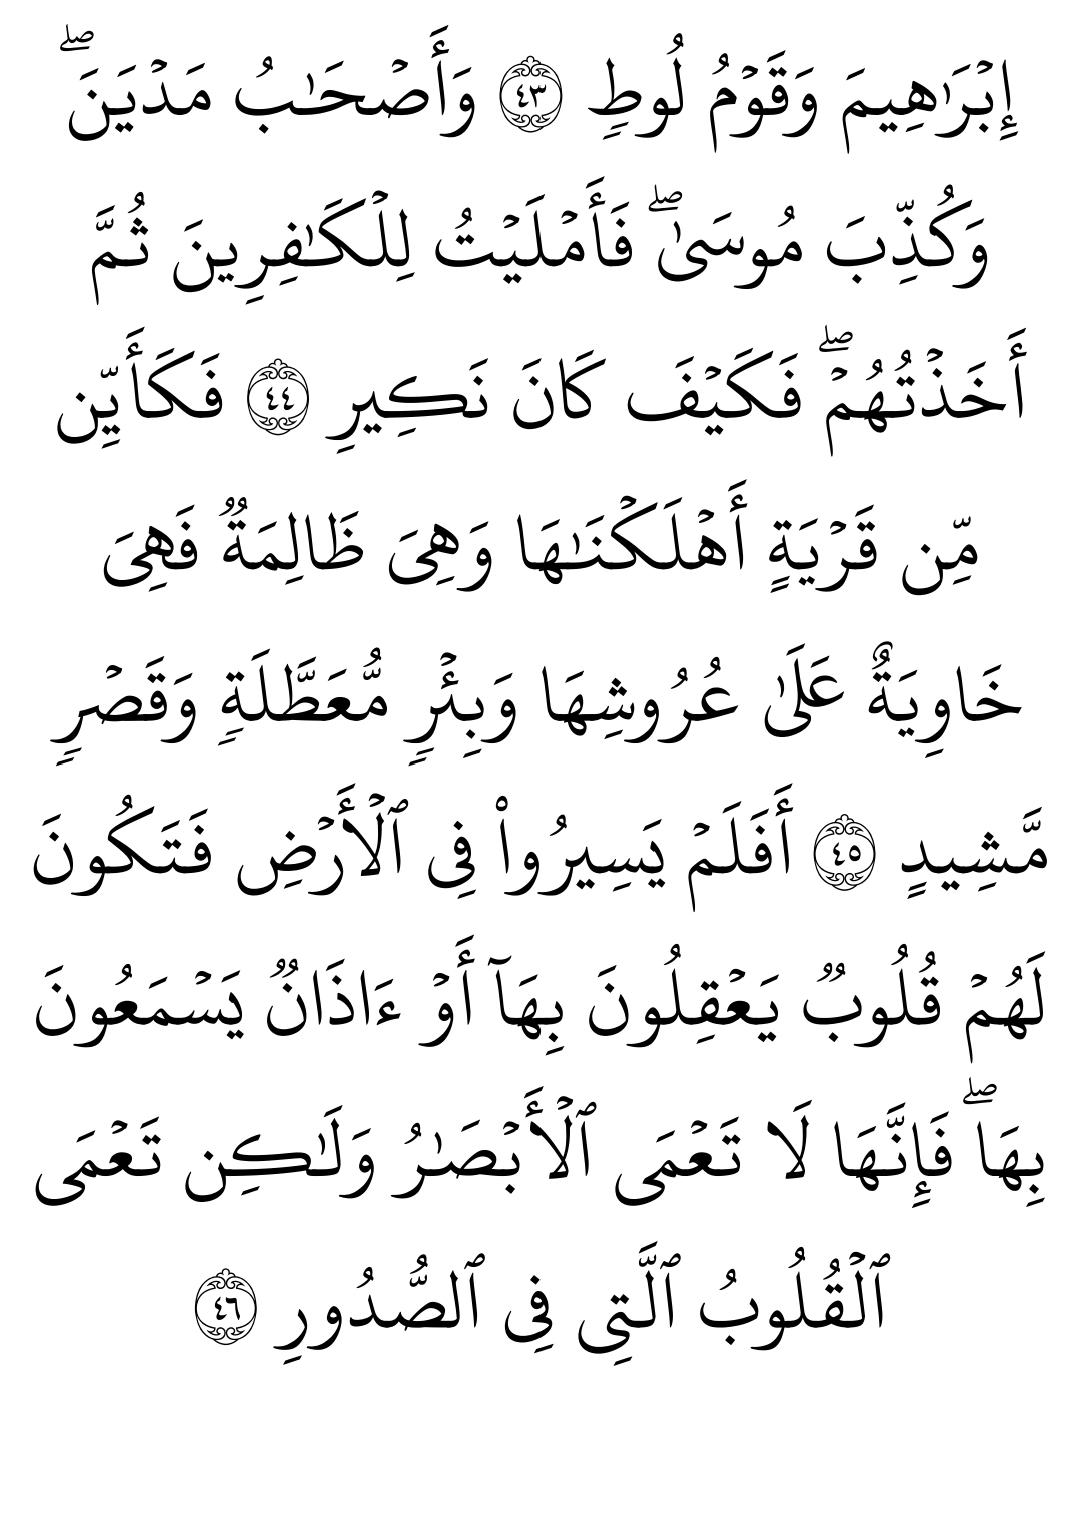 إِبۡرَٰهِيمَ وَقَوۡمُ لُوطٖ ٤٣ وَأَصۡحَٰبُ مَدۡيَنَۖ
وَكُذِّبَ مُوسَىٰۖ فَأَمۡلَيۡتُ لِلۡكَٰفِرِينَ ثُمَّ
أَخَذۡتُهُمۡۖ فَكَيۡفَ كَانَ نَكِيرِ ٤٤ فَكَأَيِّن
مِّن قَرۡيَةٍ أَهۡلَكۡنَٰهَا وَهِيَ ظَالِمَةٞ فَهِيَ
خَاوِيَةٌ عَلَىٰ عُرُوشِهَا وَبِئۡرٖ مُّعَطَّلَةٖ وَقَصۡرٖ
مَّشِيدٍ ٤٥ أَفَلَمۡ يَسِيرُواْ فِي ٱلۡأَرۡضِ فَتَكُونَ
لَهُمۡ قُلُوبٞ يَعۡقِلُونَ بِهَآ أَوۡ ءَاذَانٞ يَسۡمَعُونَ
بِهَاۖ فَإِنَّهَا لَا تَعۡمَى ٱلۡأَبۡصَٰرُ وَلَٰكِن تَعۡمَى
ٱلۡقُلُوبُ ٱلَّتِي فِي ٱلصُّدُورِ ٤٦